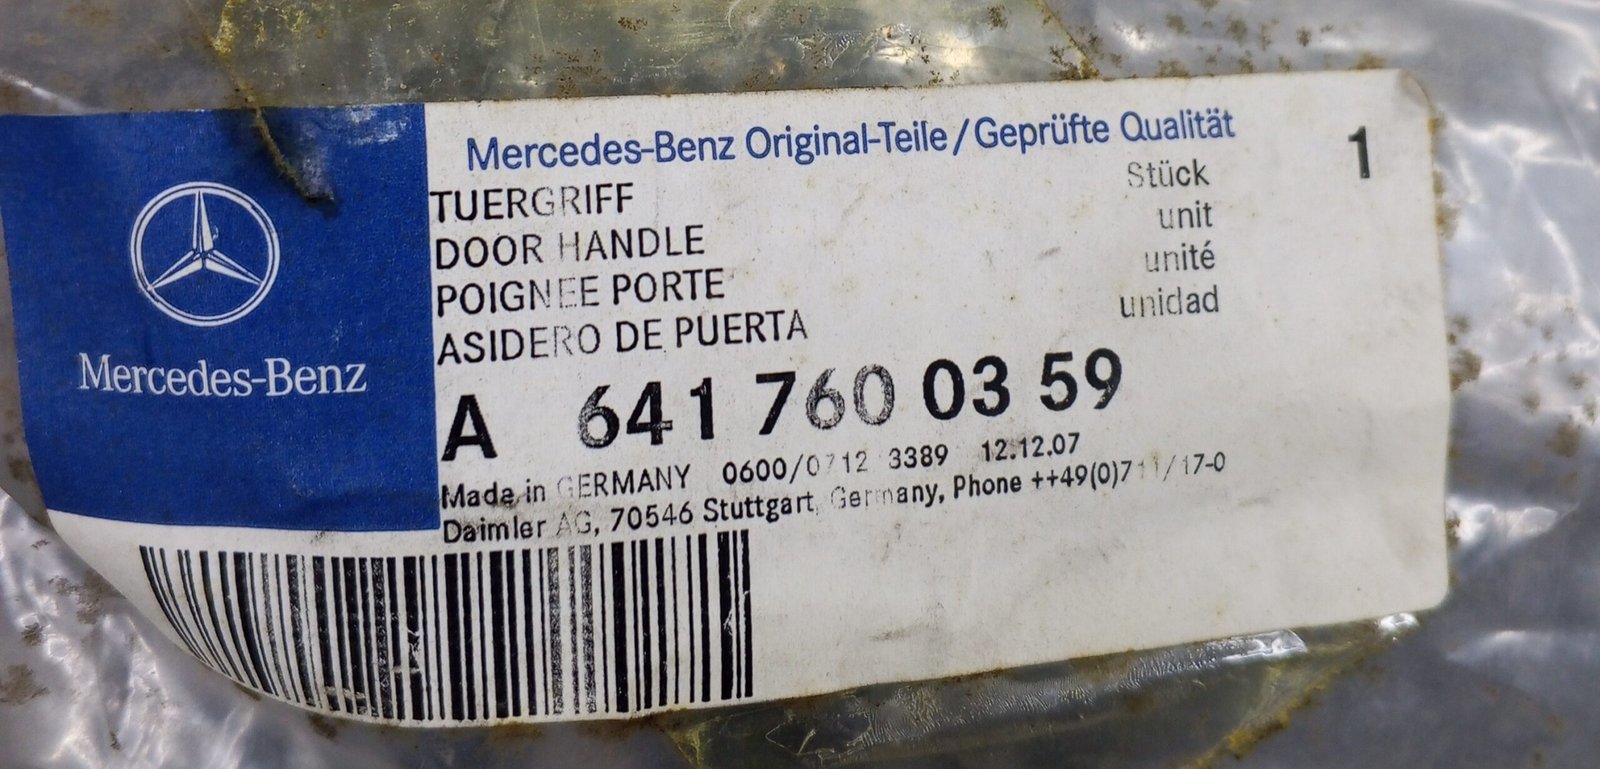 Mercedes-Benz
Mercedes-Benz Original-Teile/Geprüfte Qualität
TUERGRIFF
DOOR HANDLE
POIGNEE PORTE
ASIDERO DE PUERTA
Stück 1
unit
unité
unidad
A 641 760 03 59
Made in GERMANY 0600/0712 3389 12.12.07
Daimler AG, 70546 Stuttgart, Germany, Phone ++49(0)711/17-0